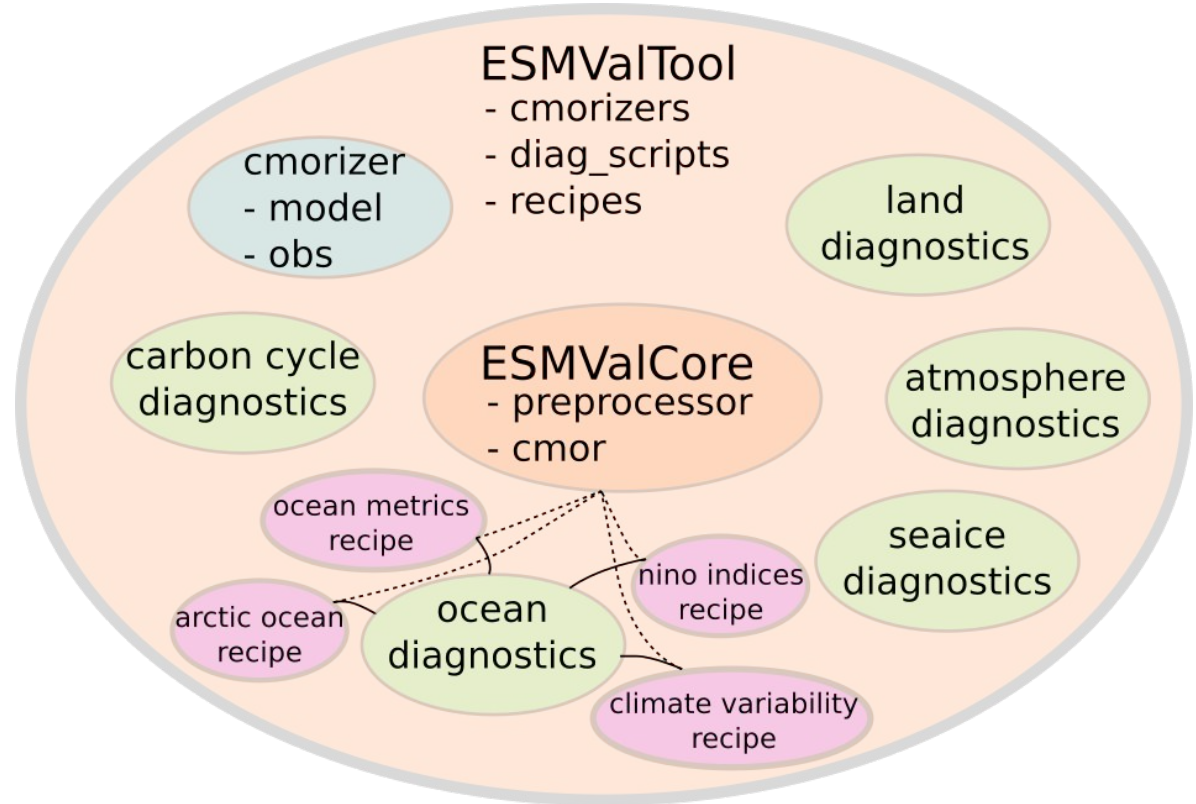 ESMValTool
- cmorizers
- diag_scripts
- recipes
cmorizer
- model
- obs
land
diagnostics
carbon cycle
diagnostics
ESMValCore
- preprocessor
- cmor
atmosphere
diagnostics
ocean metrics
recipe
seaice
diagnostics
nino indices
recipe
arctic ocean
recipe
ocean
diagnostics
climate variability
recipe